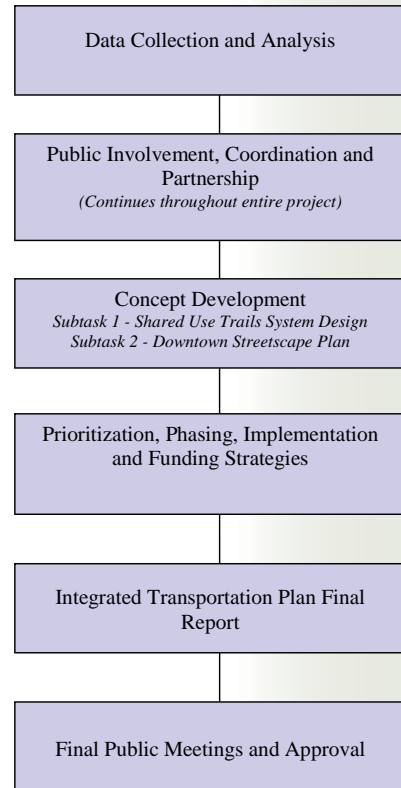 Data Collection and Analysis
Public Involvement, Coordination and
Partnership
(Continues throughout entire project)
Concept Development
Subtask 1 - Shared Use Trails System Design
Subtask 2 - Downtown Streetscape Plan
Prioritization, Phasing, Implementation
and Funding Strategies
Integrated Transportation Plan Final
Report
Final Public Meetings and Approval